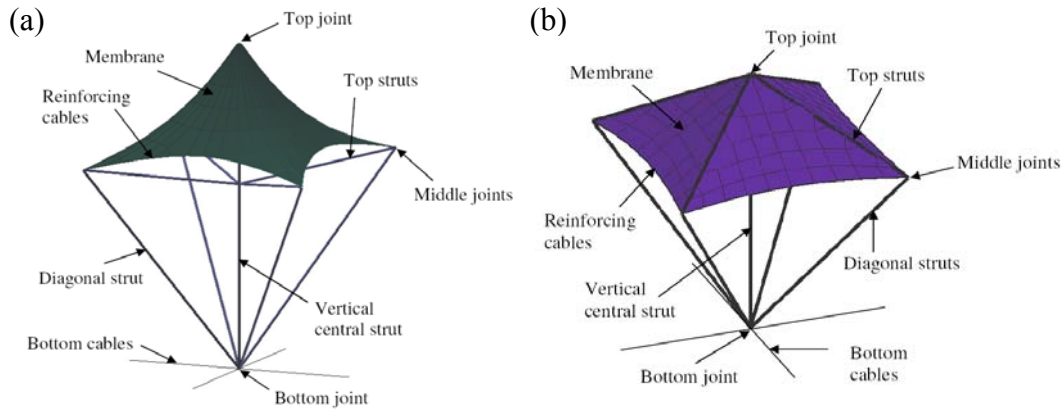 (a)
Top joint
Membrane
Top struts
Reinforcing
cables
Middle joints
Diagonal strut
Vertical
central strut
Bottom cables
Bottom joint
(b)
Top joint
Membrane
Top struts
Middle joints
Reinforcing
cables
Diagonal struts
Vertical
central strut
Bottom joint
Bottom
cables